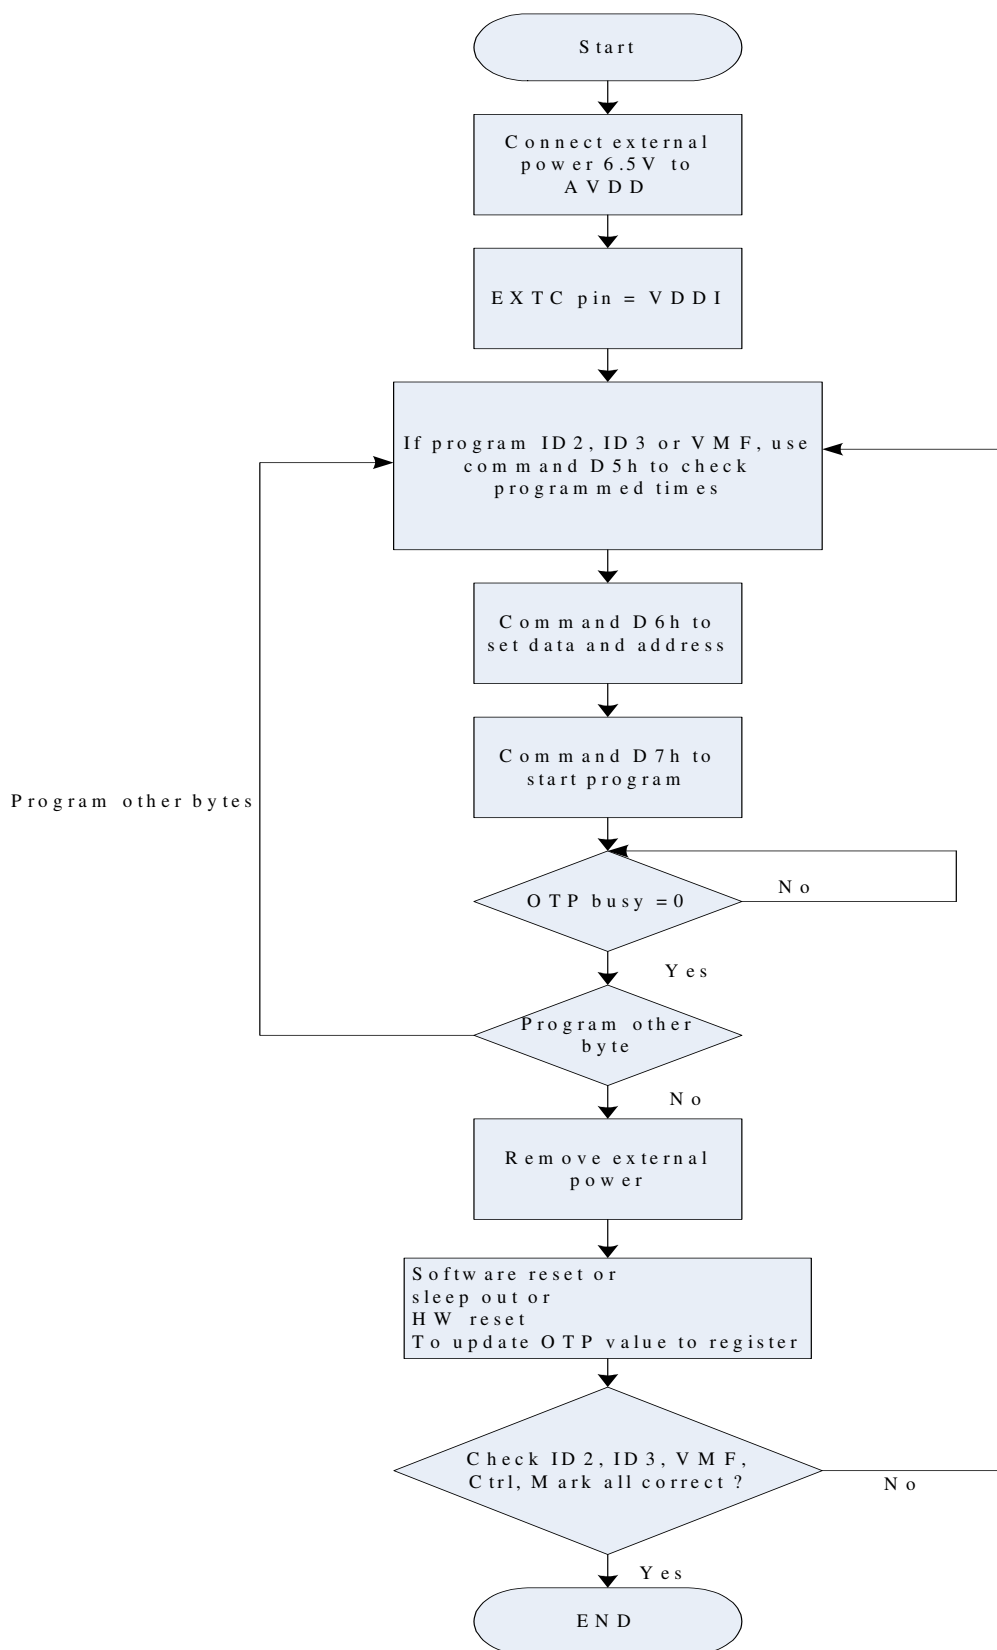 Start
Connect external
power 6.5V to
AVDD
EXTC pin = VDDI
If program ID2, ID3 or VMF, use
command D5h to check
programmed times
Command D6h to
set data and address
Command D7h to
start program
Program other bytes
OTP busy =0
No
Yes
Program other
byte
No
Remove external
power
Software reset or
sleep out or
HW reset
To update OTP value to register
Check ID2, ID3, VMF,
Ctrl, Mark all correct ?
No
Yes
END